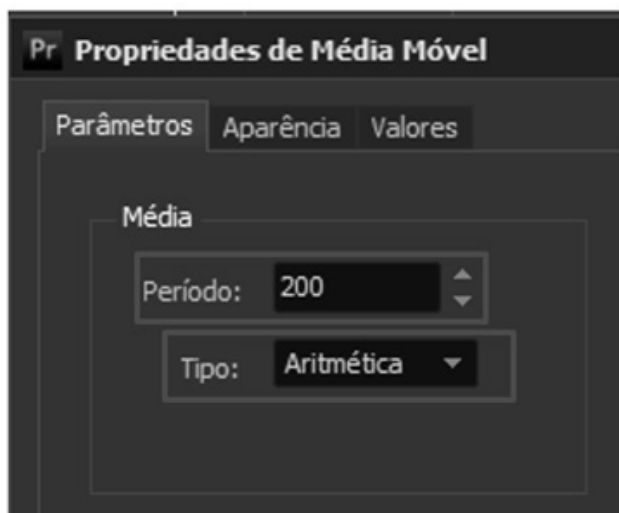 Pr Propriedades de Média Móvel
Parâmetros Aparência Valores
Média
Período: 200
Tipo: Aritmética